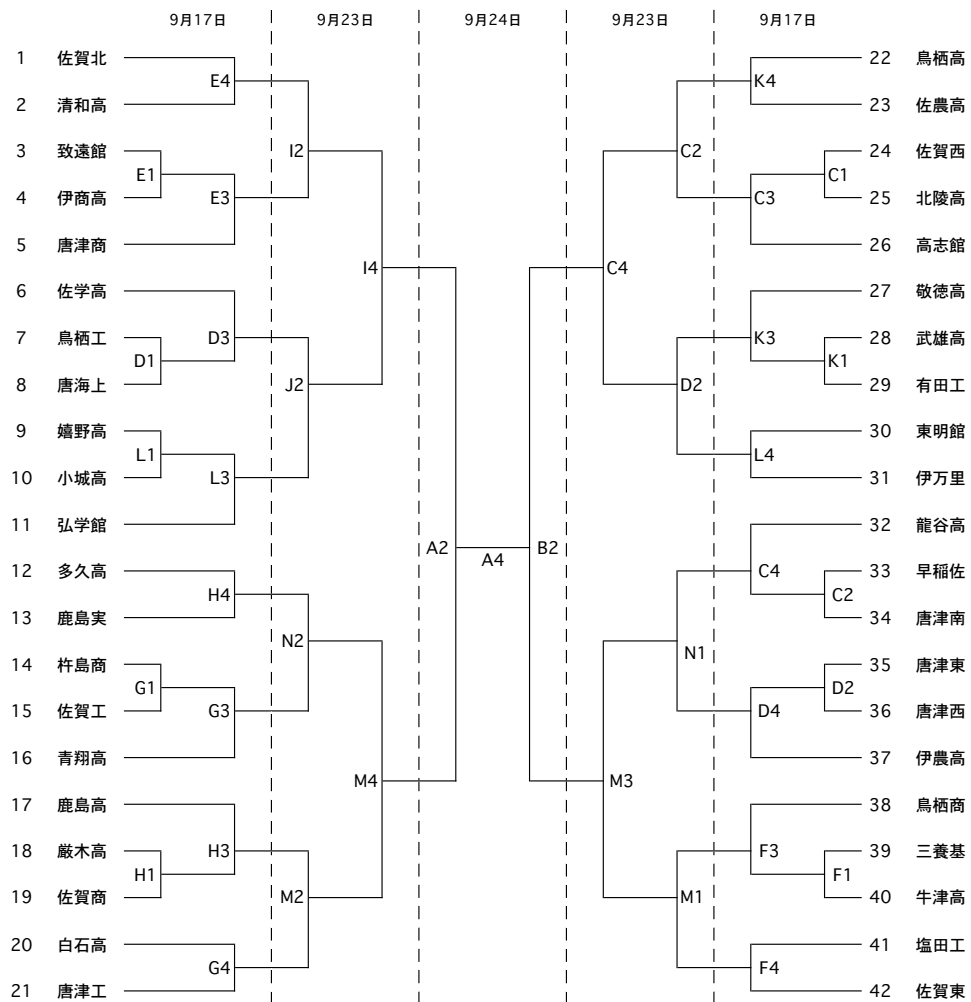 9月17日 9月23日 9月24日 9月23日 9月17日
1 佐賀北
2 清和高
3 致遠館
4 伊商高
5 唐津商
6 佐学高
7 鳥栖工
8 唐海上
9 嬉野高
10 小城高
11 弘学館
12 多久高
13 鹿島実
14 杵島商
15 佐賀工
16 青翔高
17 鹿島高
18 厳木高
19 佐賀商
20 白石高
21 唐津工
E4
E1
E3
D3
D1
L1
L3
H4
G1
G3
H3
H1
G4
I2
J2
N2
M2
I4
M4
A2
A4
B2
C4
M3
C2
D2
N1
M1
K4
C1
C3
K3
K1
L4
C4
C2
D2
D4
F3
F1
F4
22 鳥栖高
23 佐農高
24 佐賀西
25 北陵高
26 高志館
27 敬徳高
28 武雄高
29 有田工
30 東明館
31 伊万里
32 龍谷高
33 早稲佐
34 唐津南
35 唐津東
36 唐津西
37 伊農高
38 鳥栖商
39 三養基
40 牛津高
41 塩田工
42 佐賀東